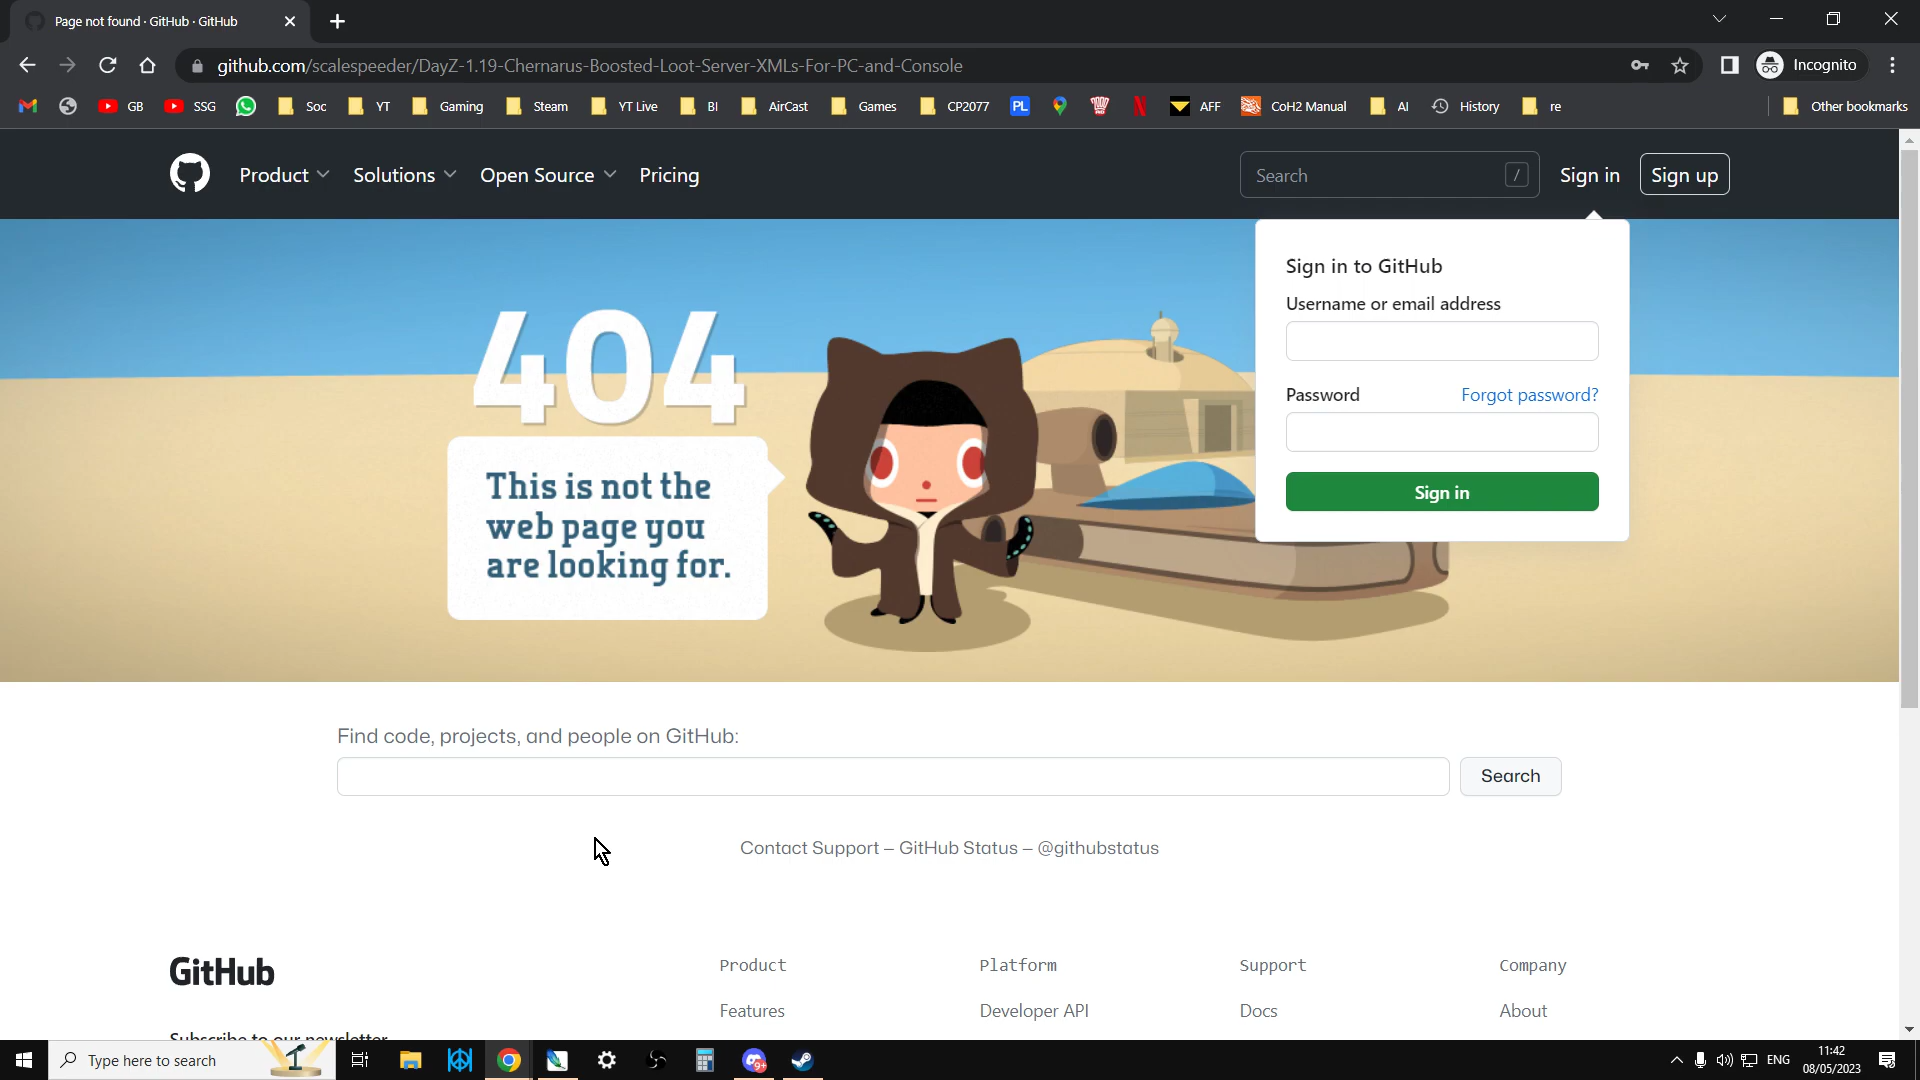 Page not found · GitHub · GitHub
github.com/scalespeeder/DayZ-1.19-Chernarus-Boosted-Loot-Server-XMLs-For-PC-and-Console
Incognito
GB
SSG
Soc
YT
Gaming
Steam
YT Live
BI
AirCast
Games
CP2077
PL
AFF
CoH2 Manual
AI
History
re
Other bookmarks
Product
Solutions
Open Source
Pricing
Search
/
Sign in
Sign up
Sign in to GitHub
Username or email address
Password
Forgot password?
Sign in
404
This is not the
web page you
are looking for.
Find code, projects, and people on GitHub:
Search
Contact Support – GitHub Status – @githubstatus
GitHub
Product
Platform
Support
Company
Features
Developer API
Docs
About
Subscribe to our newsletter
Type here to search
9+
ENG
11:42
08/05/2023